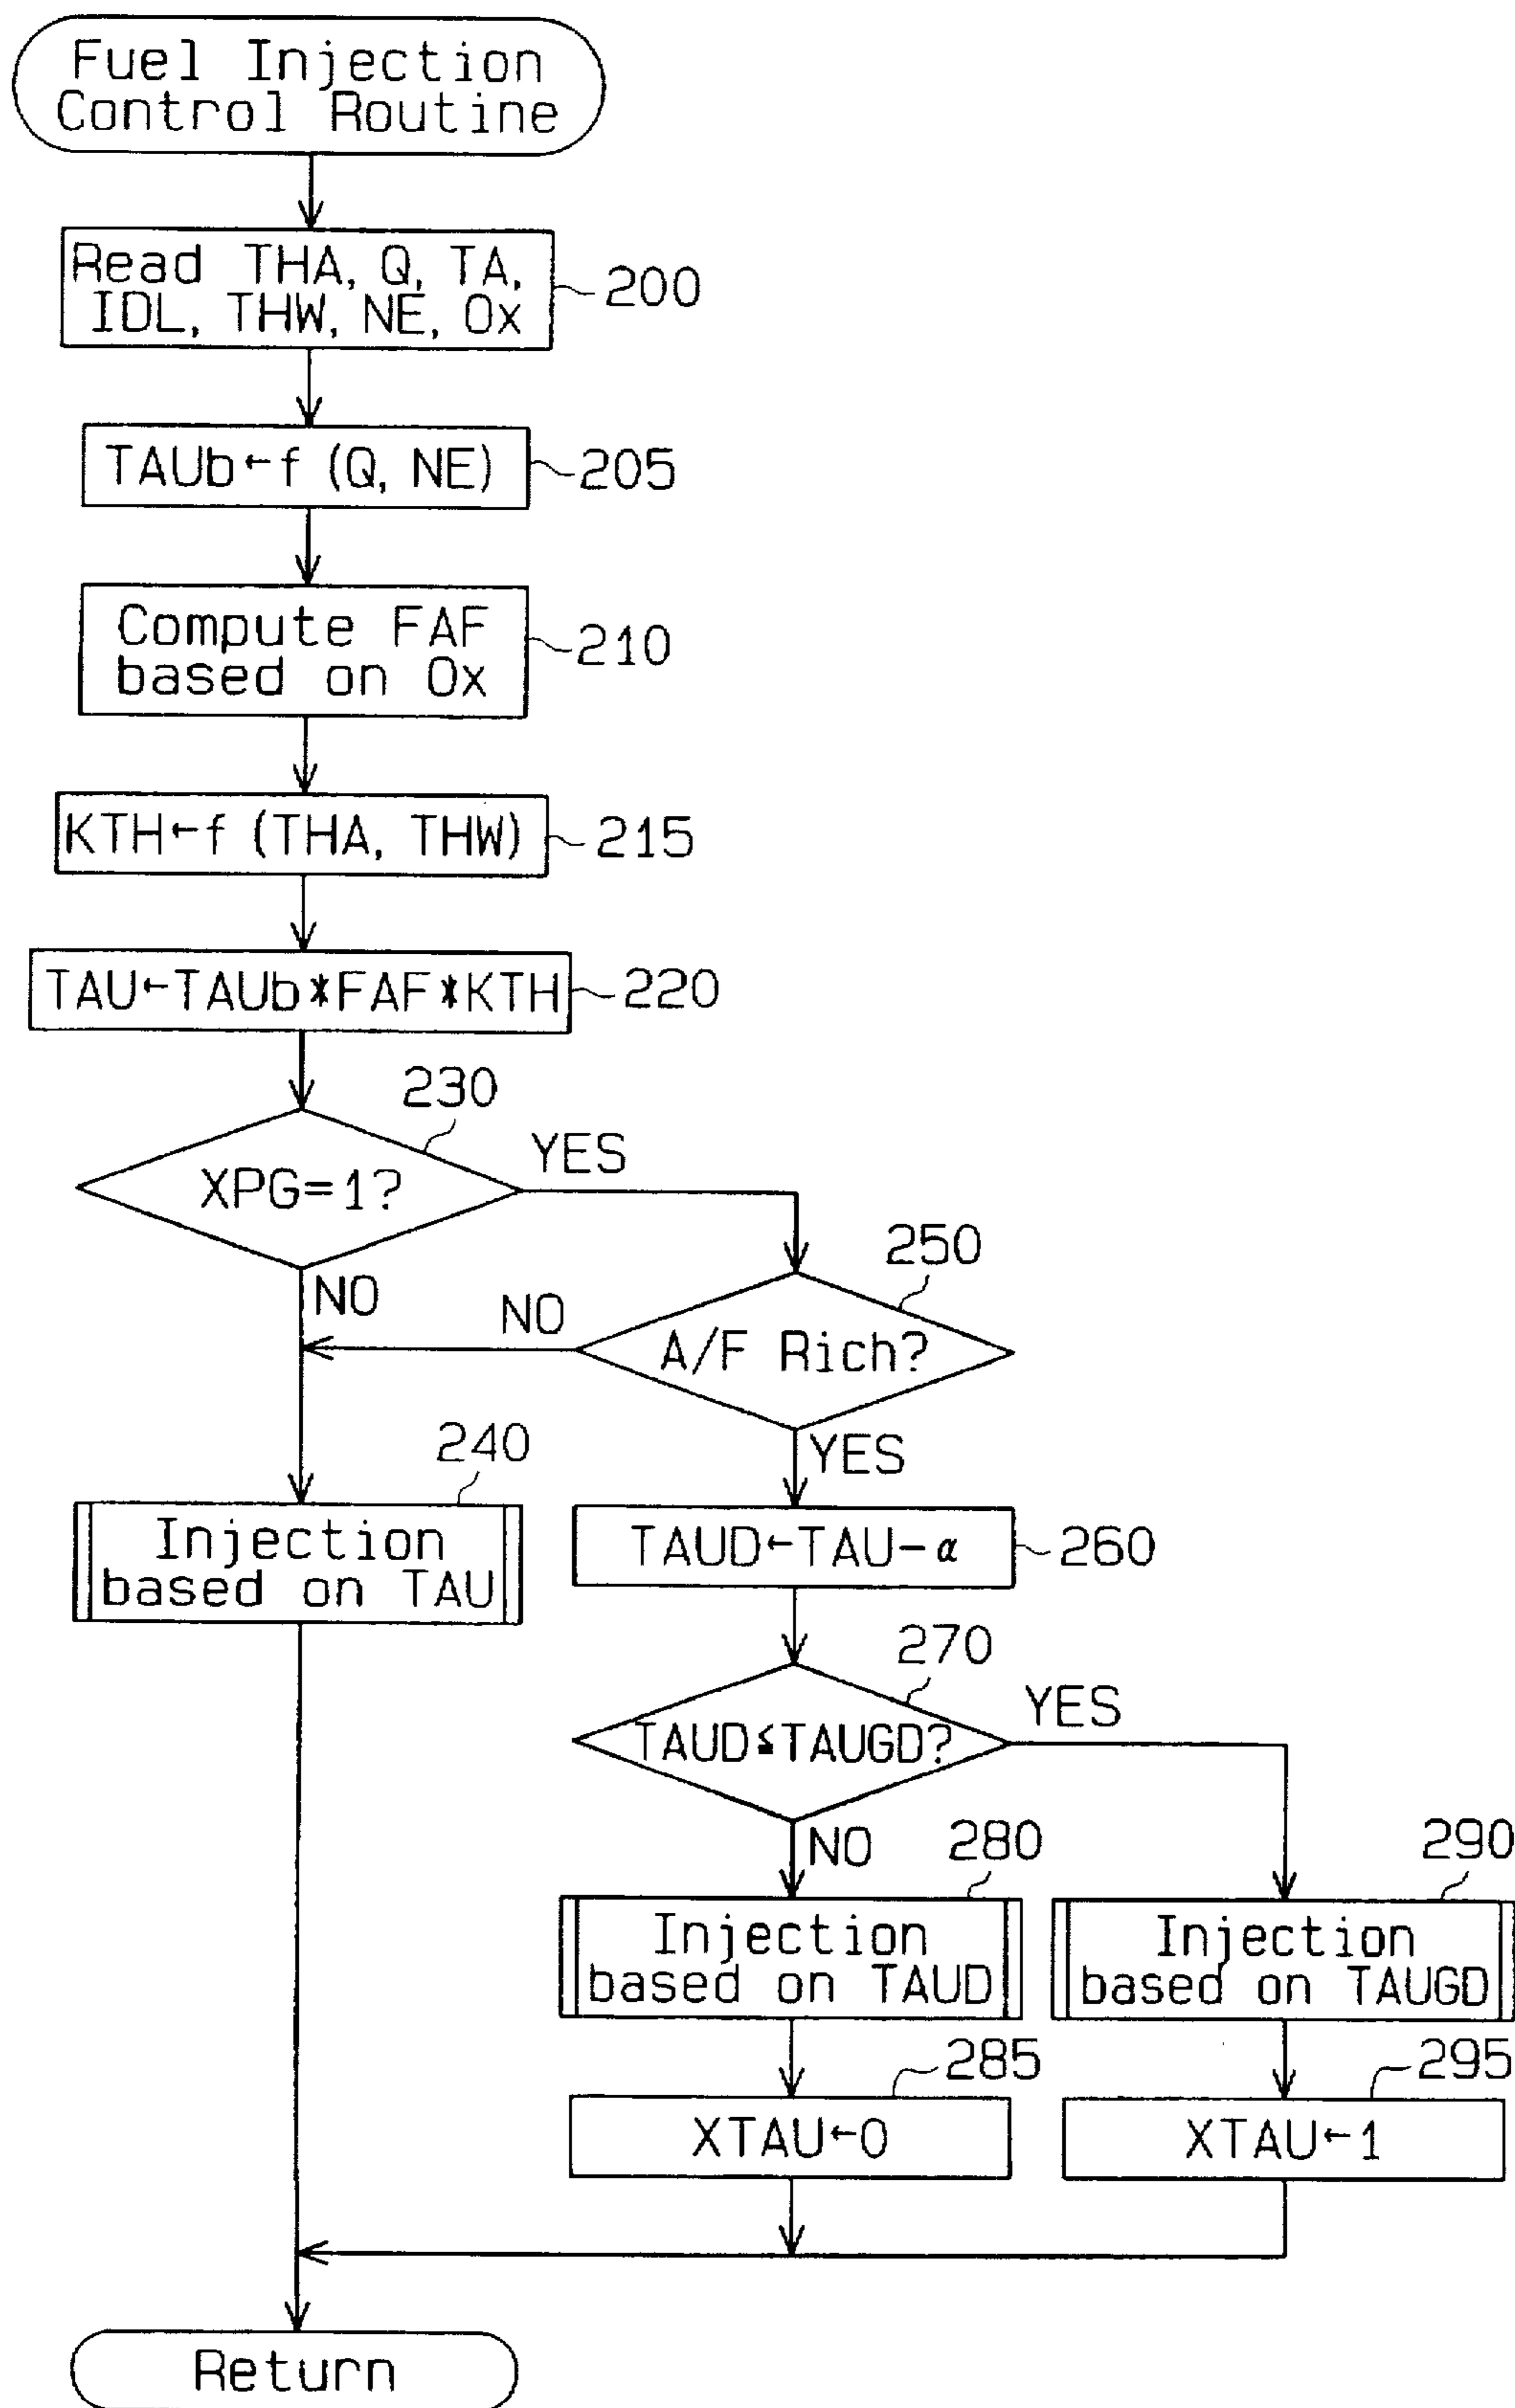 Fuel Injection
Control Routine
Read THA, Q, TA,
IDL, THW, NE, Ox
200
TAUb←f (Q, NE)
205
Compute FAF
based on Ox
210
KTH←f (THA, THW)
215
TAU←TAUb*FAF*KTH
220
230
XPG=1?
YES
NO
250
A/F Rich?
NO
YES
240
Injection
based on TAU
TAUD←TAU-α
260
270
TAUD≦TAUGD?
YES
NO
280
Injection
based on TAUD
290
Injection
based on TAUGD
285
XTAU←0
295
XTAU←1
Return